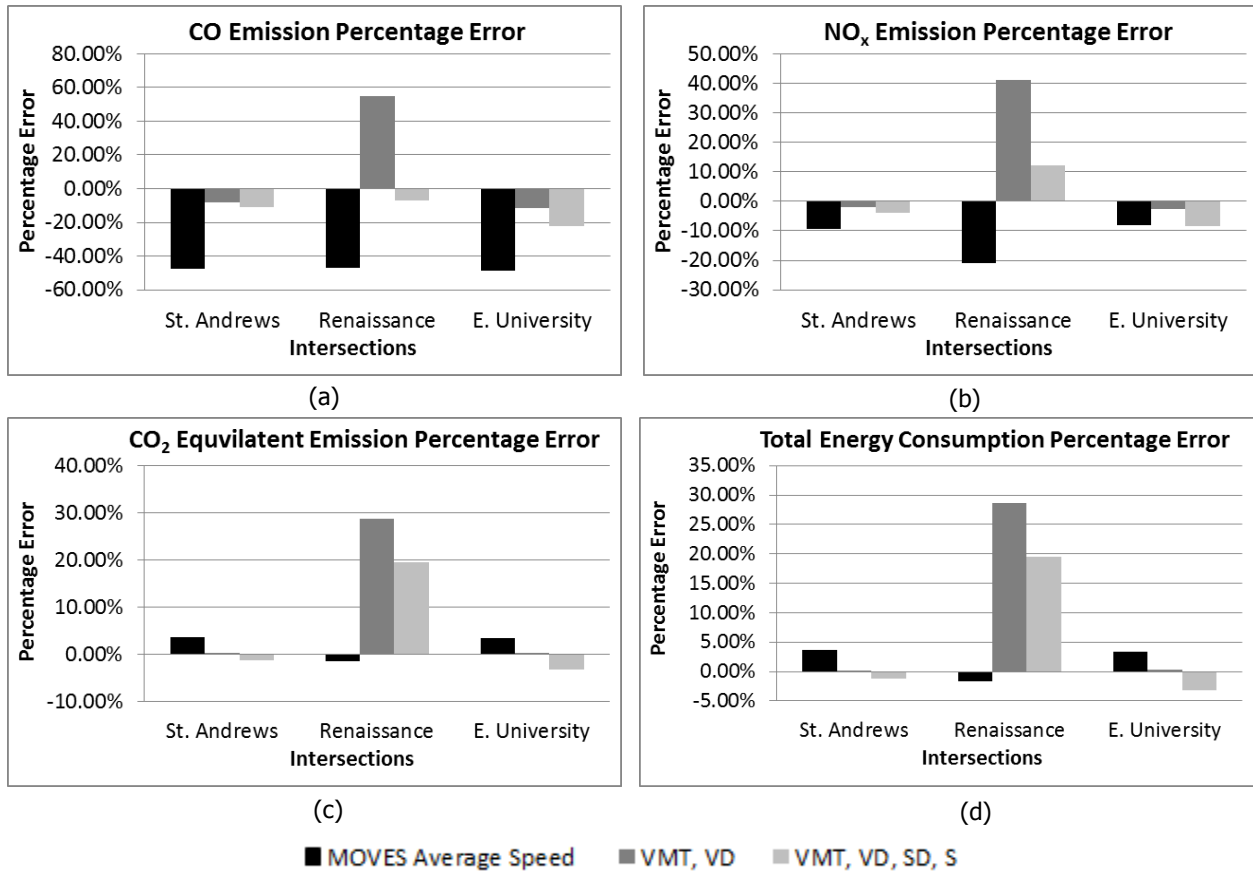 CO Emission Percentage Error
80.00%
60.00%
40.00%
20.00%
0.00%
-20.00%
-40.00%
-60.00%
Percentage Error
St. Andrews Renaissance E. University
Intersections
(a)
NOx Emission Percentage Error
50.00%
40.00%
30.00%
20.00%
10.00%
0.00%
-10.00%
-20.00%
-30.00%
Percentage Error
St. Andrews Renaissance E. University
Intersections
(b)
CO2 Equvilatent Emission Percentage Error
40.00%
30.00%
20.00%
10.00%
0.00%
-10.00%
Percentage Error
St. Andrews Renaissance E. University
Intersections
(c)
Total Energy Consumption Percentage Error
35.00%
30.00%
25.00%
20.00%
15.00%
10.00%
5.00%
0.00%
-5.00%
Percentage Error
St. Andrews Renaissance E. University
Intersections
(d)
MOVES Average Speed VMT, VD VMT, VD, SD, S